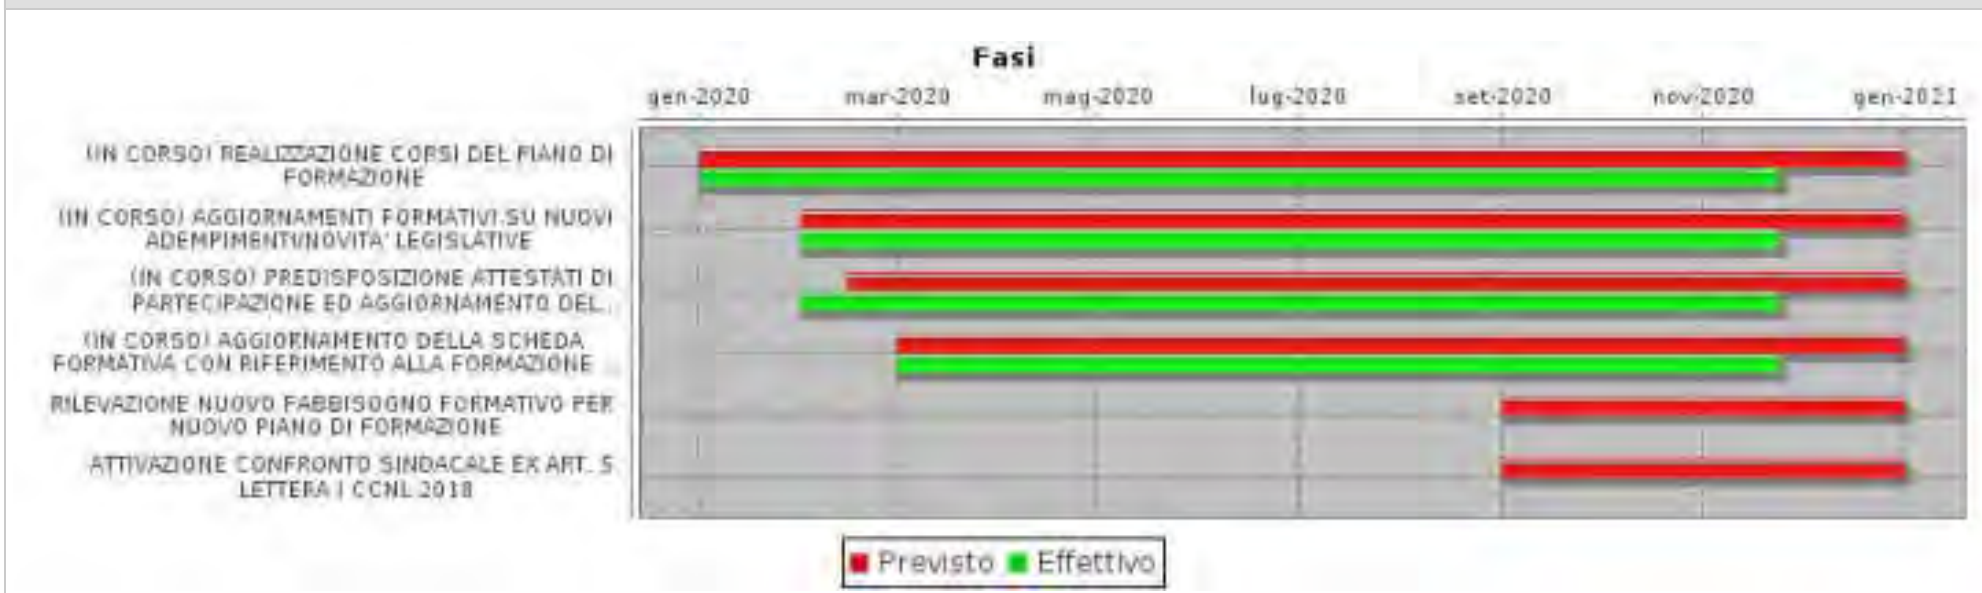 Fasi
gen-2020 mar-2020 mag-2020 lug-2020 set-2020 nov-2020 gen-2021
(IN CORSO) REALIZZAZIONE CORSI DEL PIANO DI
FORMAZIONE
(IN CORSO) AGGIORNAMENTI FORMATIVI SU NUOVI
ADEMPIMENTI/NOVITA' LEGISLATIVE
(IN CORSO) PREDISPOSIZIONE ATTESTATI DI
PARTECIPAZIONE ED AGGIORNAMENTO DEL...
(IN CORSO) AGGIORNAMENTO DELLA SCHEDA
FORMATIVA CON RIFERIMENTO ALLA FORMAZIONE ...
RILEVAZIONE NUOVO FABBISOGNO FORMATIVO PER
NUOVO PIANO DI FORMAZIONE
ATTIVAZIONE CONFRONTO SINDACALE EX ART. 5
LETTERA I CCNL 2018
Previsto Effettivo